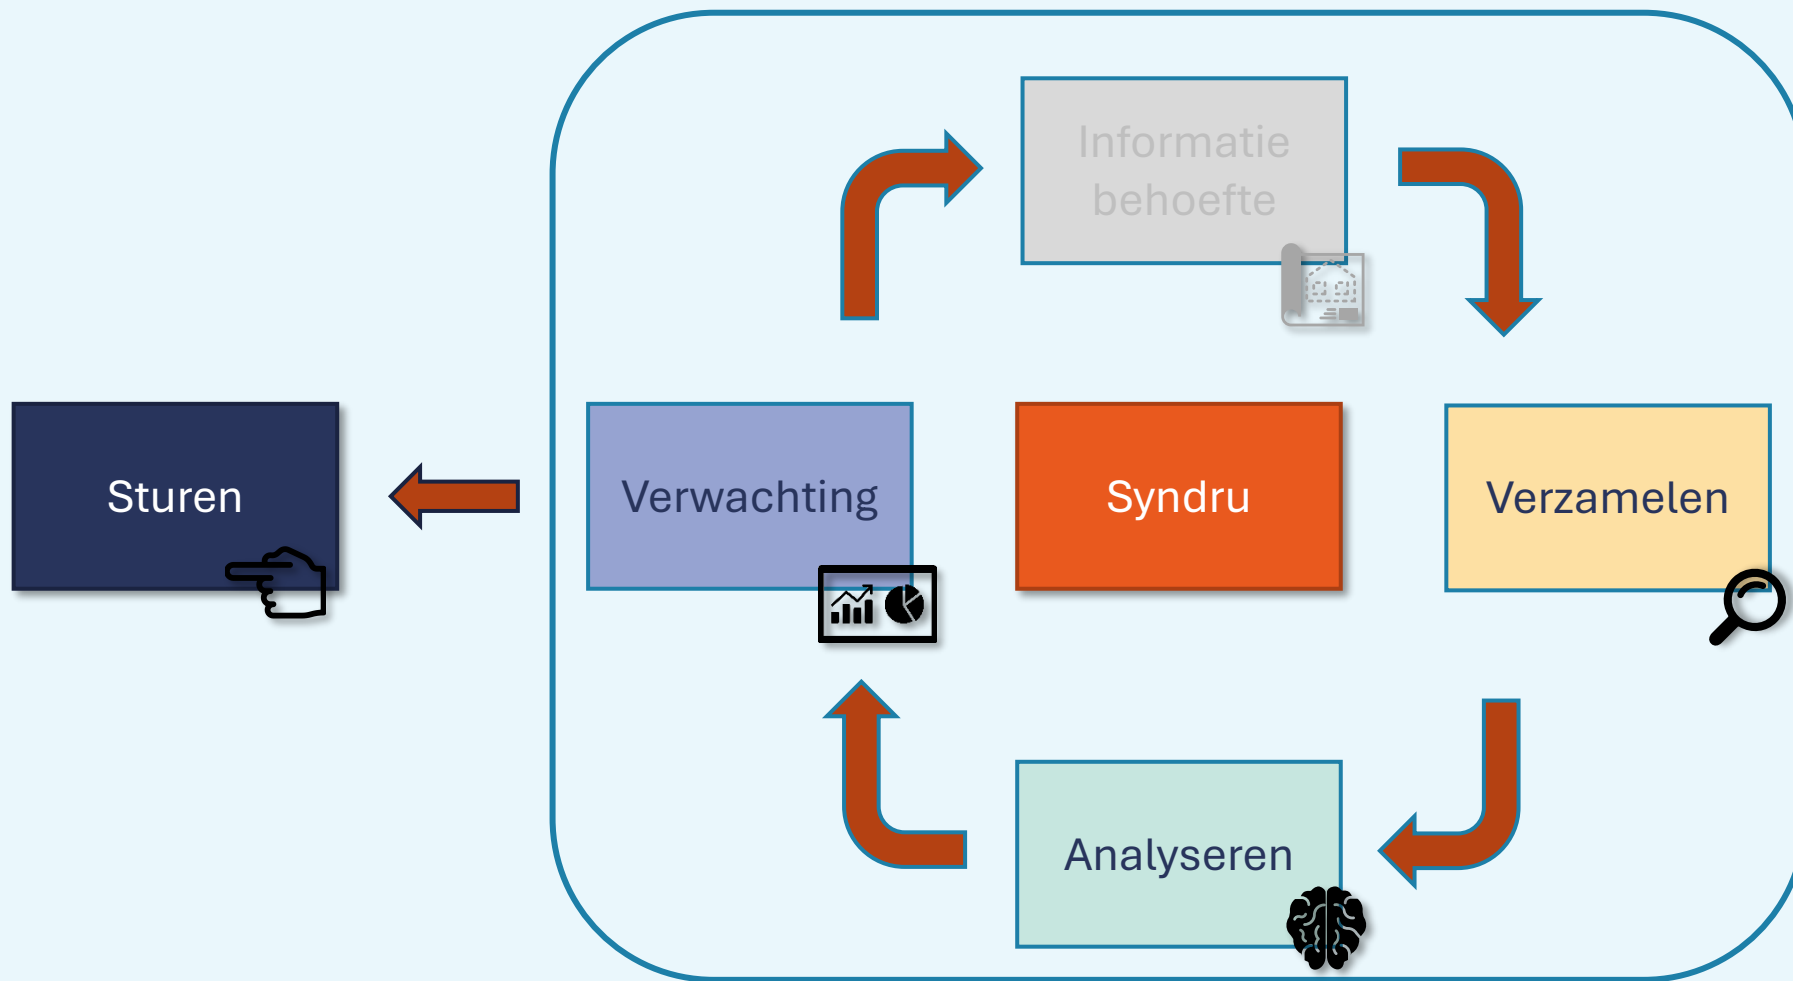 Informatie
behoefte
Sturen
Verwachting
Syndru
Verzamelen
Analyseren